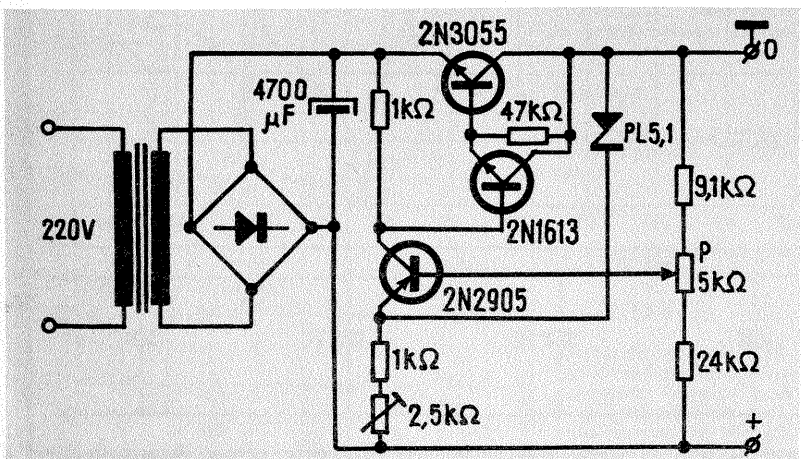 2N3055
0
4700
μF
1kΩ
47kΩ
PL5,1
220V
2N1613
9,1kΩ
P
5kΩ
2N2905
1kΩ
24kΩ
2,5kΩ
+